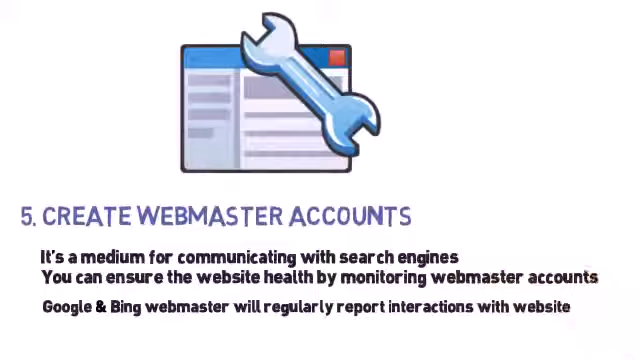 5. CREATE WEBMASTER ACCOUNTS
It's a medium for communicating with search engines
You can ensure the website health by monitoring webmaster accounts
Google & Bing webmaster will regularly report interactions with website